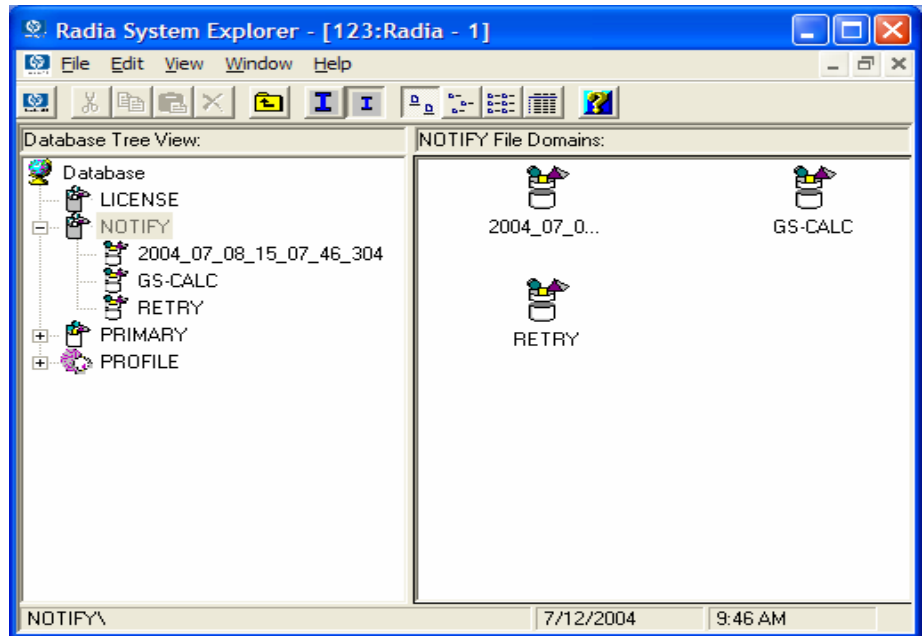 Radia System Explorer - [123:Radia - 1]
File Edit View Window Help
Database Tree View:
NOTIFY File Domains:
Database
LICENSE
NOTIFY
2004_07_08_15_07_46_304
GS-CALC
RETRY
PRIMARY
PROFILE
2004_07_0...
GS-CALC
RETRY
NOTIFY\
7/12/2004
9:46 AM